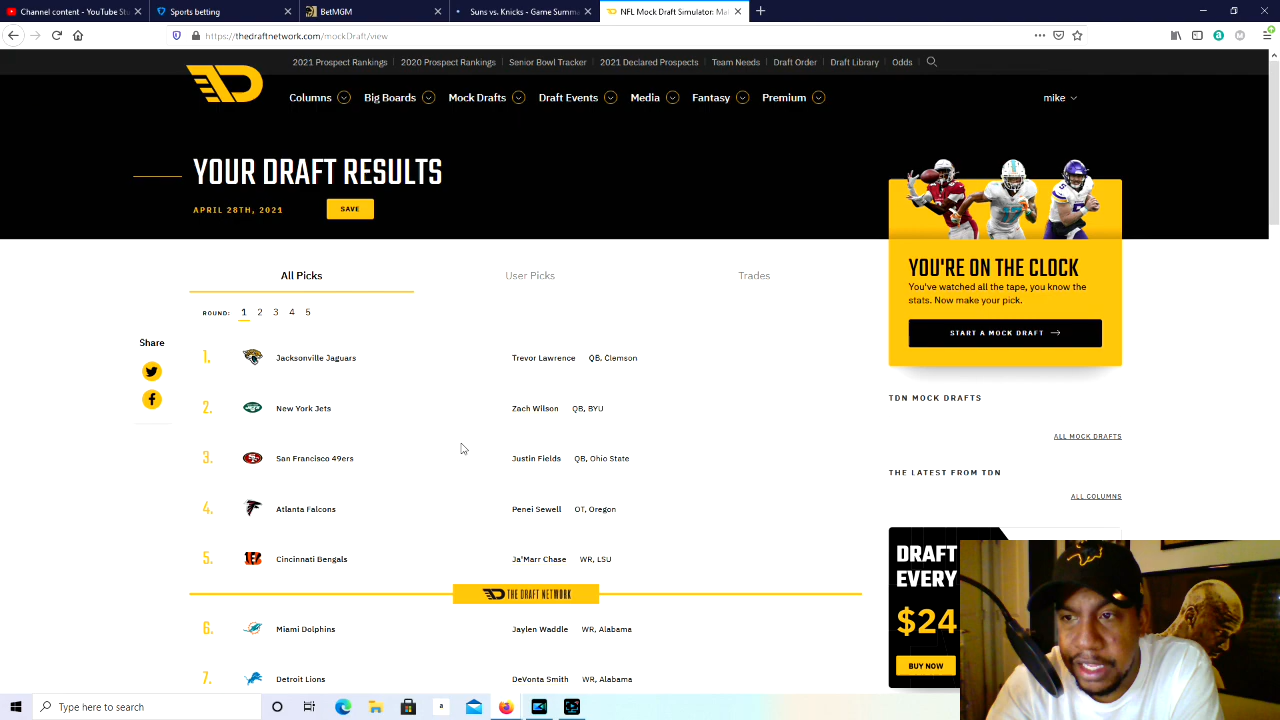 Channel content - YouTube Stu
Sports betting
BetMGM
Suns vs. Knicks - Game Summa
NFL Mock Draft Simulator: Ma
https://thedraftnetwork.com/mockDraft/view
2021 Prospect Rankings
2020 Prospect Rankings
Senior Bowl Tracker
2021 Declared Prospects
Team Needs
Draft Order
Draft Library
Odds
Columns
Big Boards
Mock Drafts
Draft Events
Media
Fantasy
Premium
mike
YOUR DRAFT RESULTS
APRIL 28TH, 2021
SAVE
All Picks
User Picks
Trades
ROUND: 1 2 3 4 5
Share
1. Jacksonville Jaguars Trevor Lawrence QB, Clemson
2. New York Jets Zach Wilson QB, BYU
3. San Francisco 49ers Justin Fields QB, Ohio State
4. Atlanta Falcons Penei Sewell OT, Oregon
5. Cincinnati Bengals Ja'Marr Chase WR, LSU
THE DRAFT NETWORK
6. Miami Dolphins Jaylen Waddle WR, Alabama
7. Detroit Lions DeVonta Smith WR, Alabama
YOU'RE ON THE CLOCK
You've watched all the tape, you know the
stats. Now make your pick.
START A MOCK DRAFT
TDN MOCK DRAFTS
ALL MOCK DRAFTS
THE LATEST FROM TDN
ALL COLUMNS
DRAFT
EVERY
$24
BUY NOW
Type here to search